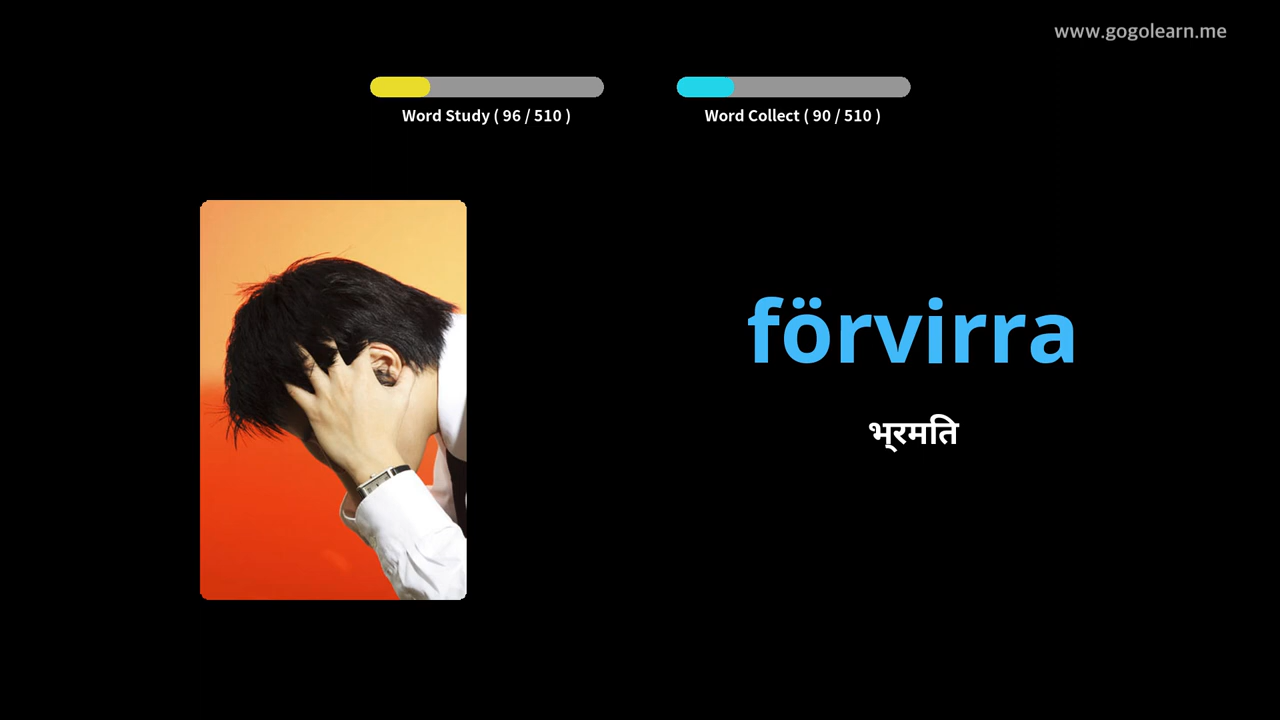 www.gogolearn.me
Word Study ( 96 / 510 )
Word Collect ( 90 / 510 )
förvirra
भ्रमति